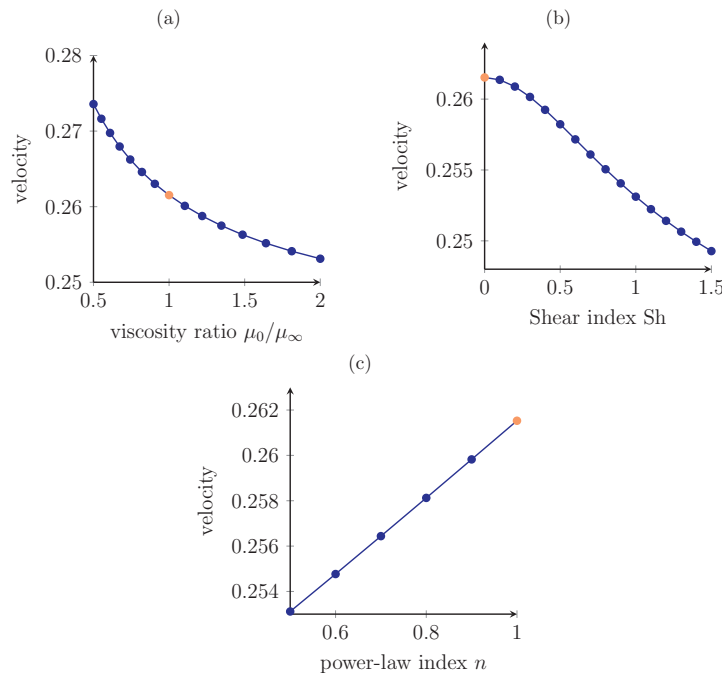 (a)
0.28
0.27
0.26
0.25
velocity
0.5
1
1.5
2
viscosity ratio μ₀/μ∞
(b)
0.26
0.255
0.25
velocity
0
0.5
1
1.5
Shear index Sh
(c)
0.262
0.26
0.258
0.256
0.254
velocity
0.6
0.8
1
power-law index n